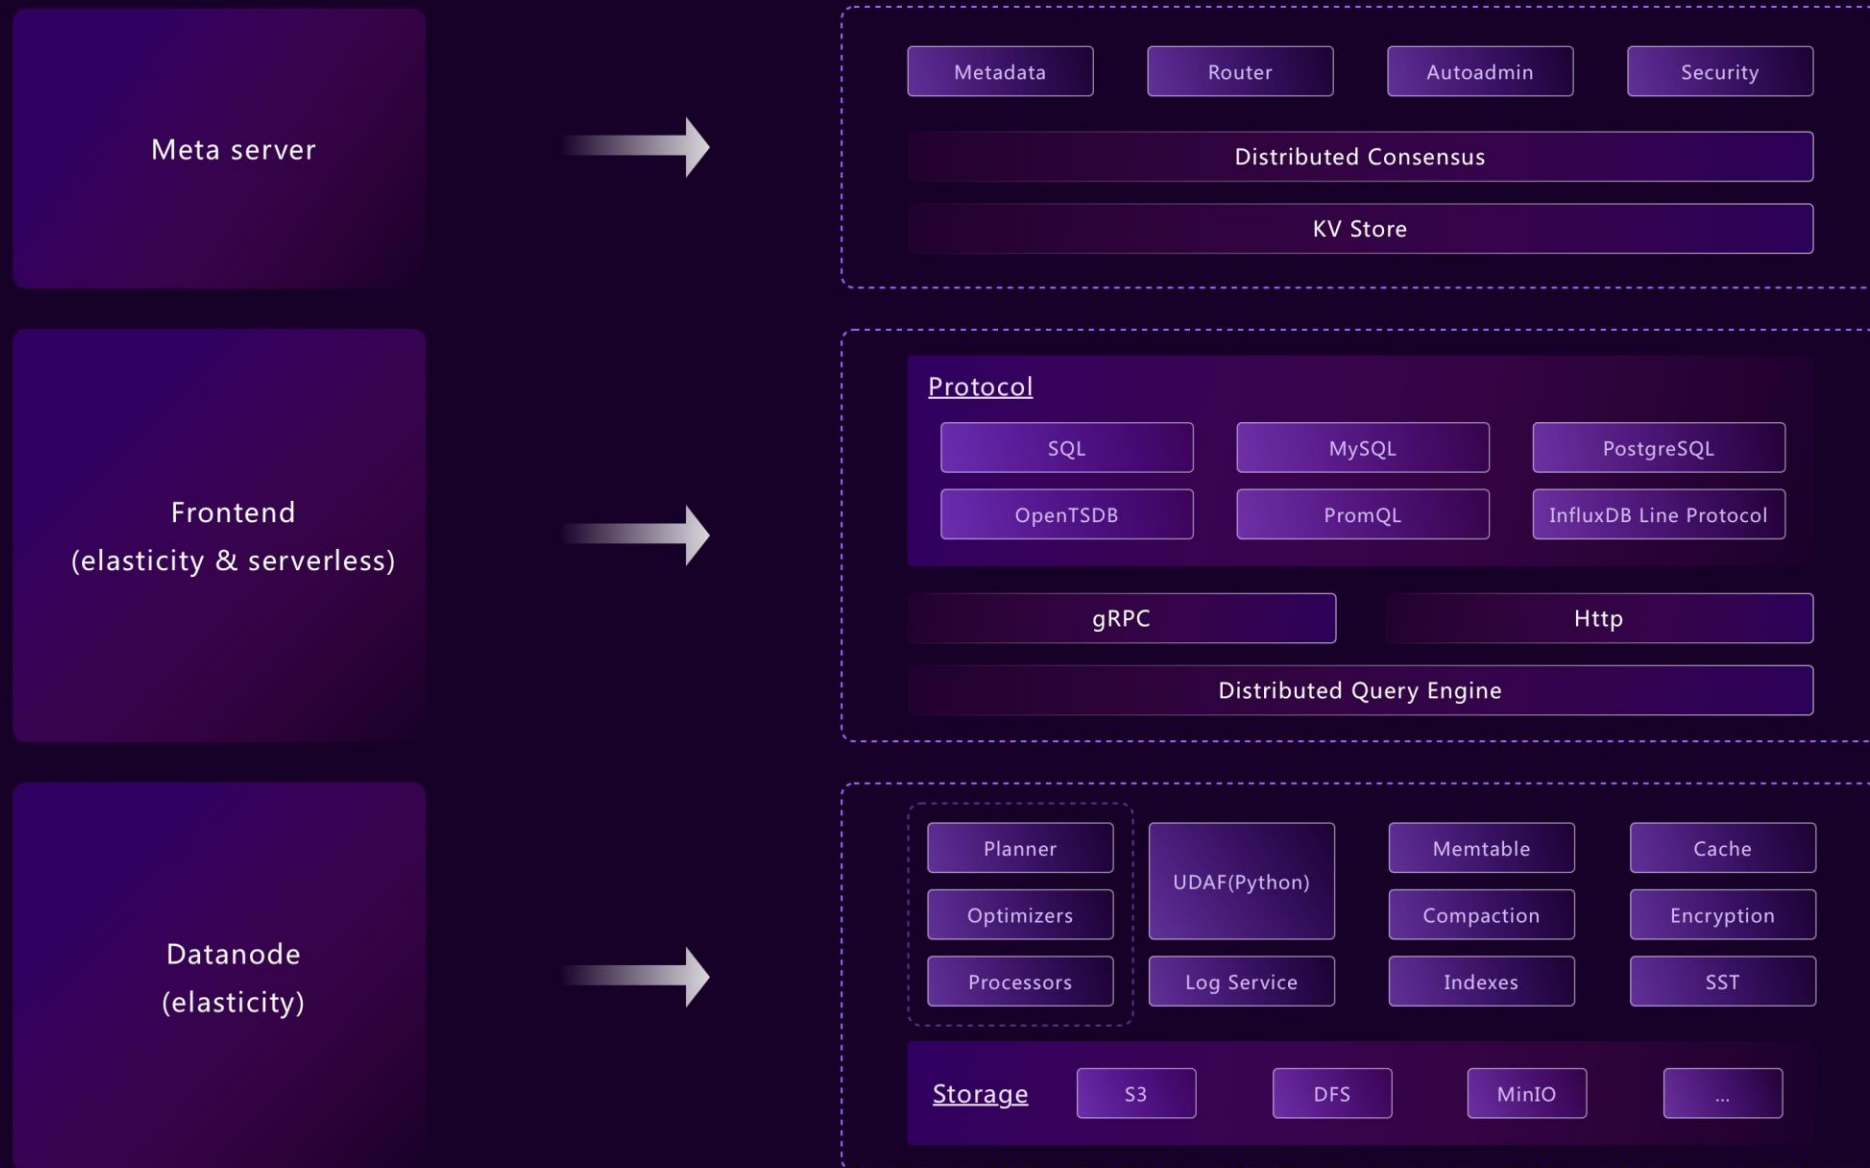 Meta server
Metadata
Router
Autoadmin
Security
Distributed Consensus
KV Store
Frontend
(elasticity & serverless)
Protocol
SQL
MySQL
PostgreSQL
OpenTSDB
PromQL
InfluxDB Line Protocol
gRPC
Http
Distributed Query Engine
Datanode
(elasticity)
Planner
Optimizers
Processors
UDAF(Python)
Log Service
Memtable
Compaction
Indexes
Cache
Encryption
SST
Storage
S3
DFS
MinIO
...